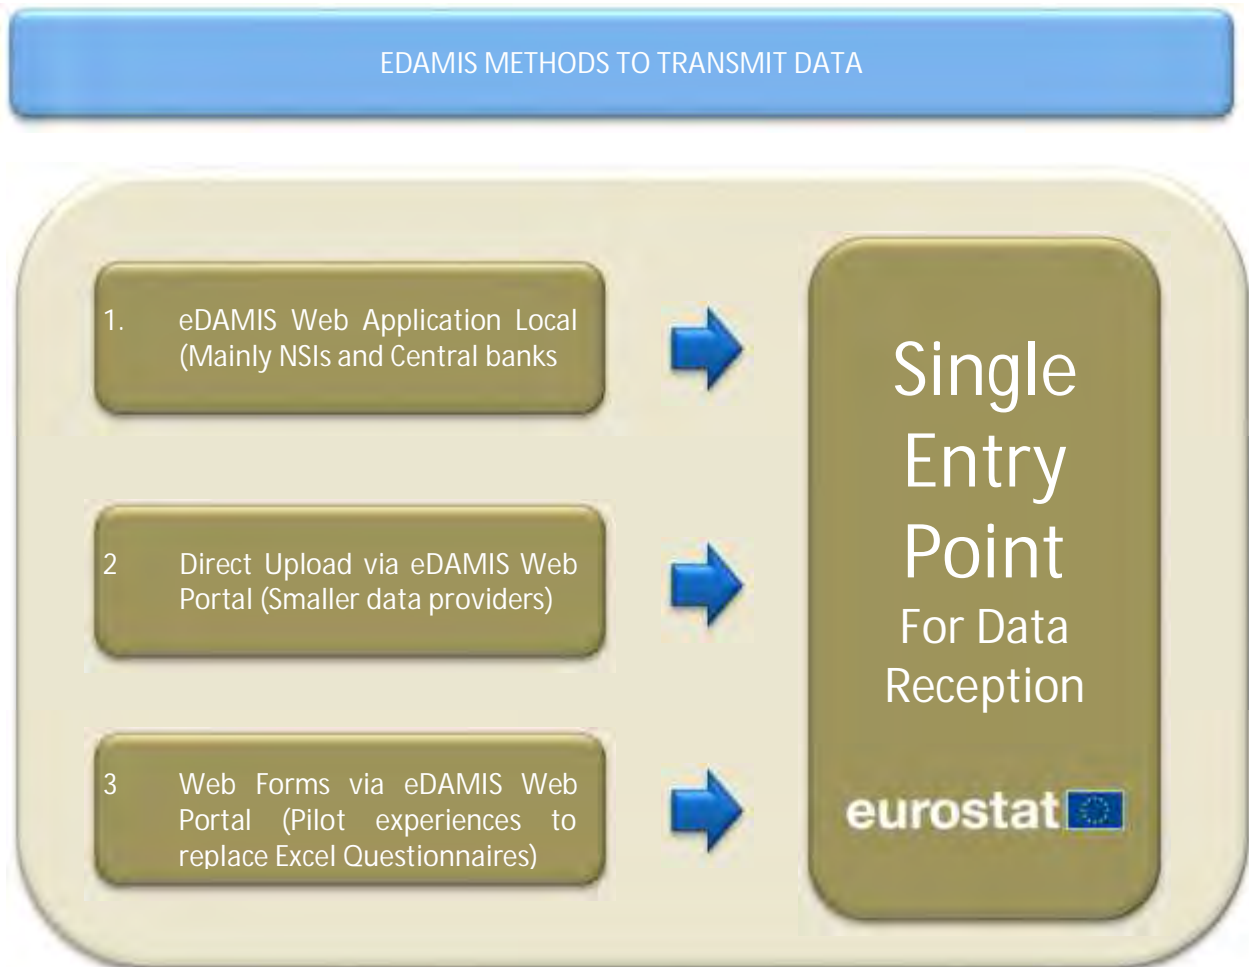 EDAMIS METHODS TO TRANSMIT DATA
1. eDAMIS Web Application Local
(Mainly NSIs and Central banks
2 Direct Upload via eDAMIS Web
Portal (Smaller data providers)
3 Web Forms via eDAMIS Web
Portal (Pilot experiences to
replace Excel Questionnaires)
Single
Entry
Point
For Data
Reception
eurostat